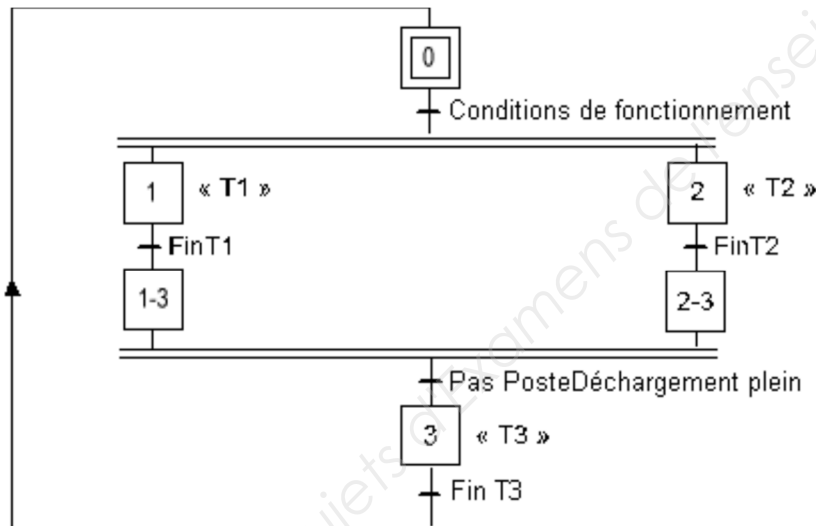 0
Conditions de fonctionnement
1 « T1 » 2 « T2 »
FinT1 FinT2
1-3 2-3
Pas PosteDéchargement plein
3 « T3 »
Fin T3